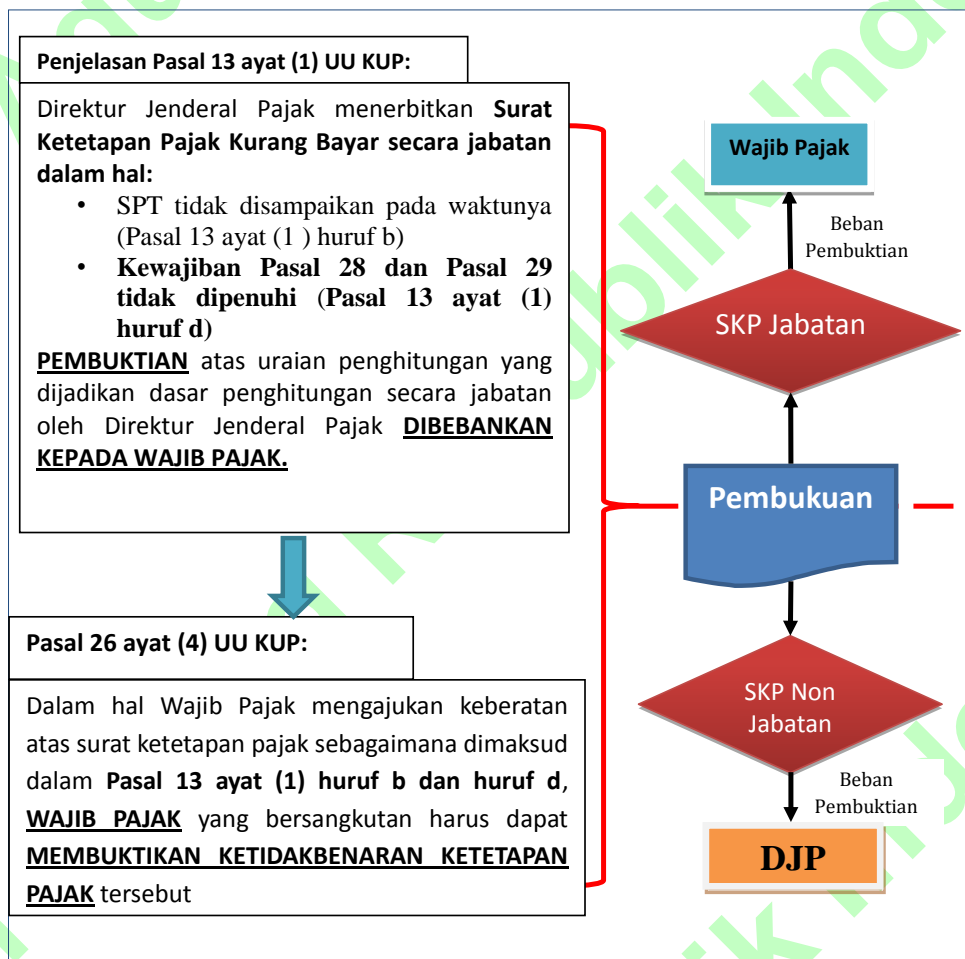 Penjelasan Pasal 13 ayat (1) UU KUP:
Direktur Jenderal Pajak menerbitkan Surat
Ketetapan Pajak Kurang Bayar secara jabatan
dalam hal:
• SPT tidak disampaikan pada waktunya
(Pasal 13 ayat (1 ) huruf b)
• Kewajiban Pasal 28 dan Pasal 29
tidak dipenuhi (Pasal 13 ayat (1)
huruf d)
PEMBUKTIAN atas uraian penghitungan yang
dijadikan dasar penghitungan secara jabatan
oleh Direktur Jenderal Pajak DIBEBANKAN
KEPADA WAJIB PAJAK.
Pasal 26 ayat (4) UU KUP:
Dalam hal Wajib Pajak mengajukan keberatan
atas surat ketetapan pajak sebagaimana dimaksud
dalam Pasal 13 ayat (1) huruf b dan huruf d,
WAJIB PAJAK yang bersangkutan harus dapat
MEMBUKTIKAN KETIDAKBENARAN KETETAPAN
PAJAK tersebut
Wajib Pajak
Beban
Pembuktian
SKP Jabatan
Pembukuan
SKP Non
Jabatan
Beban
Pembuktian
DJP